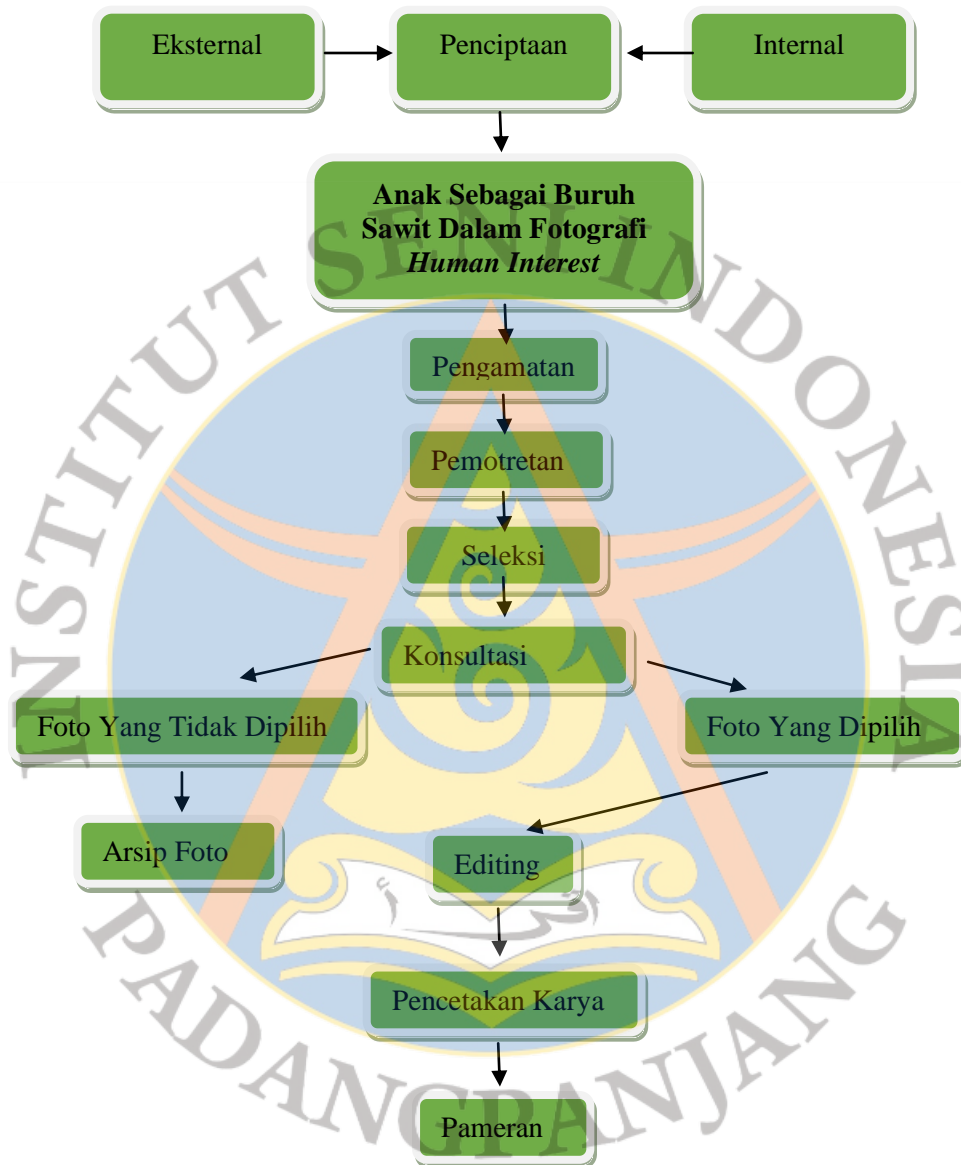 Eksternal
Penciptaan
Internal
Anak Sebagai Buruh
Sawit Dalam Fotografi
Human Interest
Pengamatan
Pemotretan
Seleksi
Konsultasi
Foto Yang Tidak Dipilih
Foto Yang Dipilih
Arsip Foto
Editing
Pencetakan Karya
Pameran
INSTITUT SENI INDONESIA
PADANGPANJANG